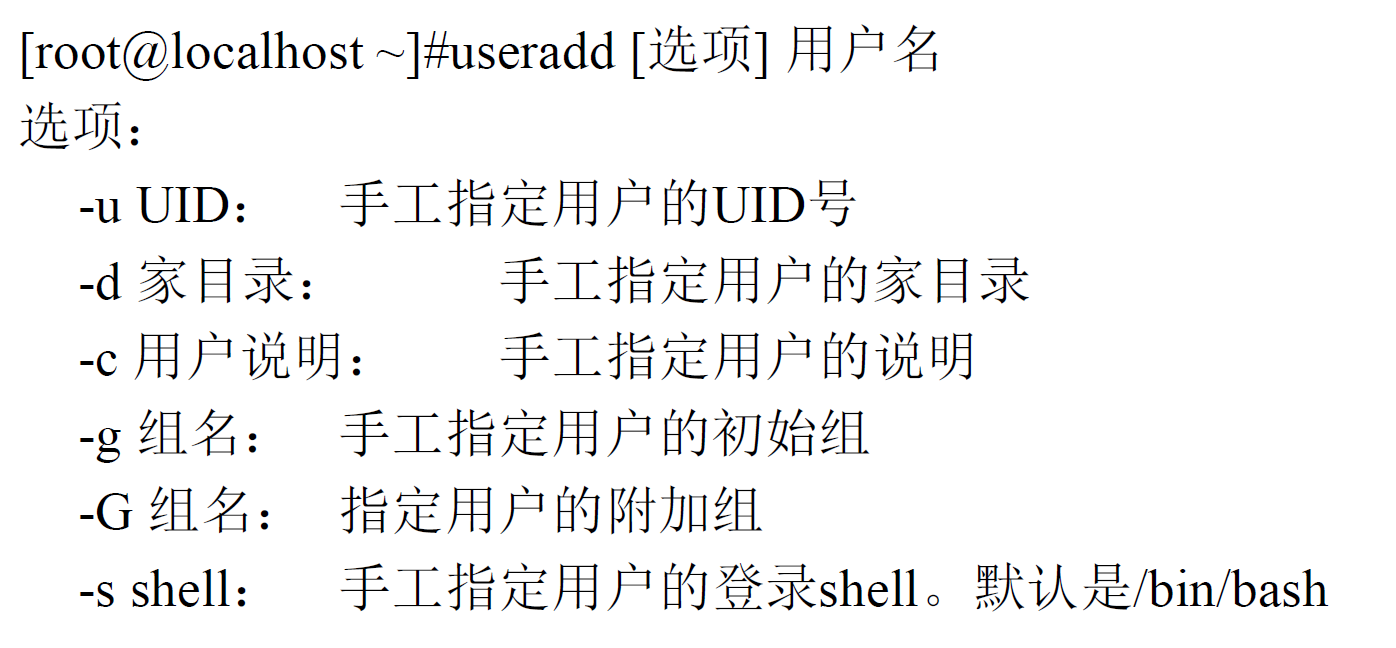 [root@localhost ~]#useradd [选项] 用户名
选项：
-u UID： 手工指定用户的UID号
-d 家目录： 手工指定用户的家目录
-c 用户说明： 手工指定用户的说明
-g 组名： 手工指定用户的初始组
-G 组名： 指定用户的附加组
-s shell： 手工指定用户的登录shell。默认是/bin/bash